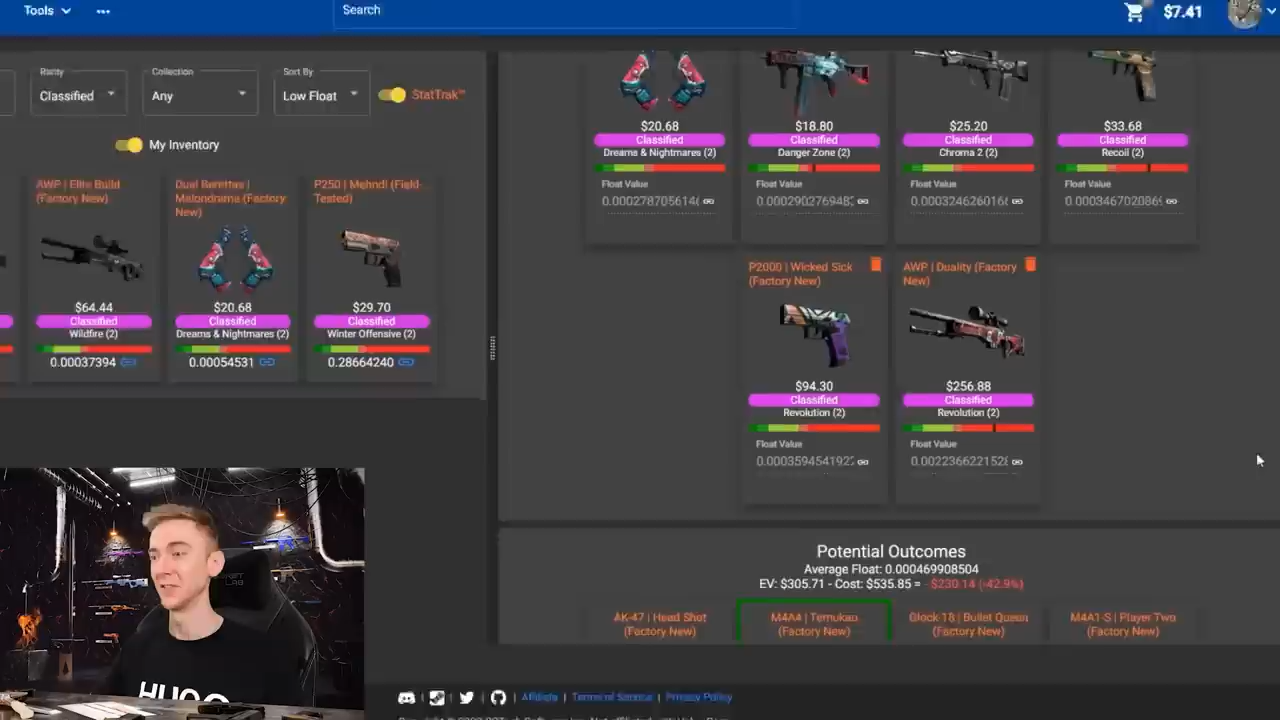 Tools
Search
$7.41
Rarity
Classified
Collection
Any
Sort By
Low Float
StatTrak™
My Inventory
AWP | Elite Build
(Factory New)
$64.44
Classified
Wildfire (2)
0.00037394
Dual Berettas |
Melondrama (Factory
New)
$20.68
Classified
Dreams & Nightmares (2)
0.00054531
P250 | Mehndi (Field-
Tested)
$29.70
Classified
Winter Offensive (2)
0.28664240
$20.68
Classified
Dreams & Nightmares (2)
Float Value
$18.80
Classified
Danger Zone (2)
Float Value
$25.20
Classified
Chroma 2 (2)
Float Value
$33.68
Classified
Recoil (2)
Float Value
P2000 | Wicked Sick
(Factory New)
$94.30
Classified
Revolution (2)
Float Value
AWP | Duality (Factory
New)
$256.88
Classified
Revolution (2)
Float Value
Potential Outcomes
Average Float: 0.000469908504
EV: $305.71 - Cost: $535.85 = -$230.14 (-42.9%)
AK-47 | Head Shot
(Factory New)
M4A4 | Temukau
(Factory New)
Glock-18 | Bullet Queen
(Factory New)
M4A1-S | Player Two
(Factory New)
Affiliate | Terms of Service | Privacy Policy